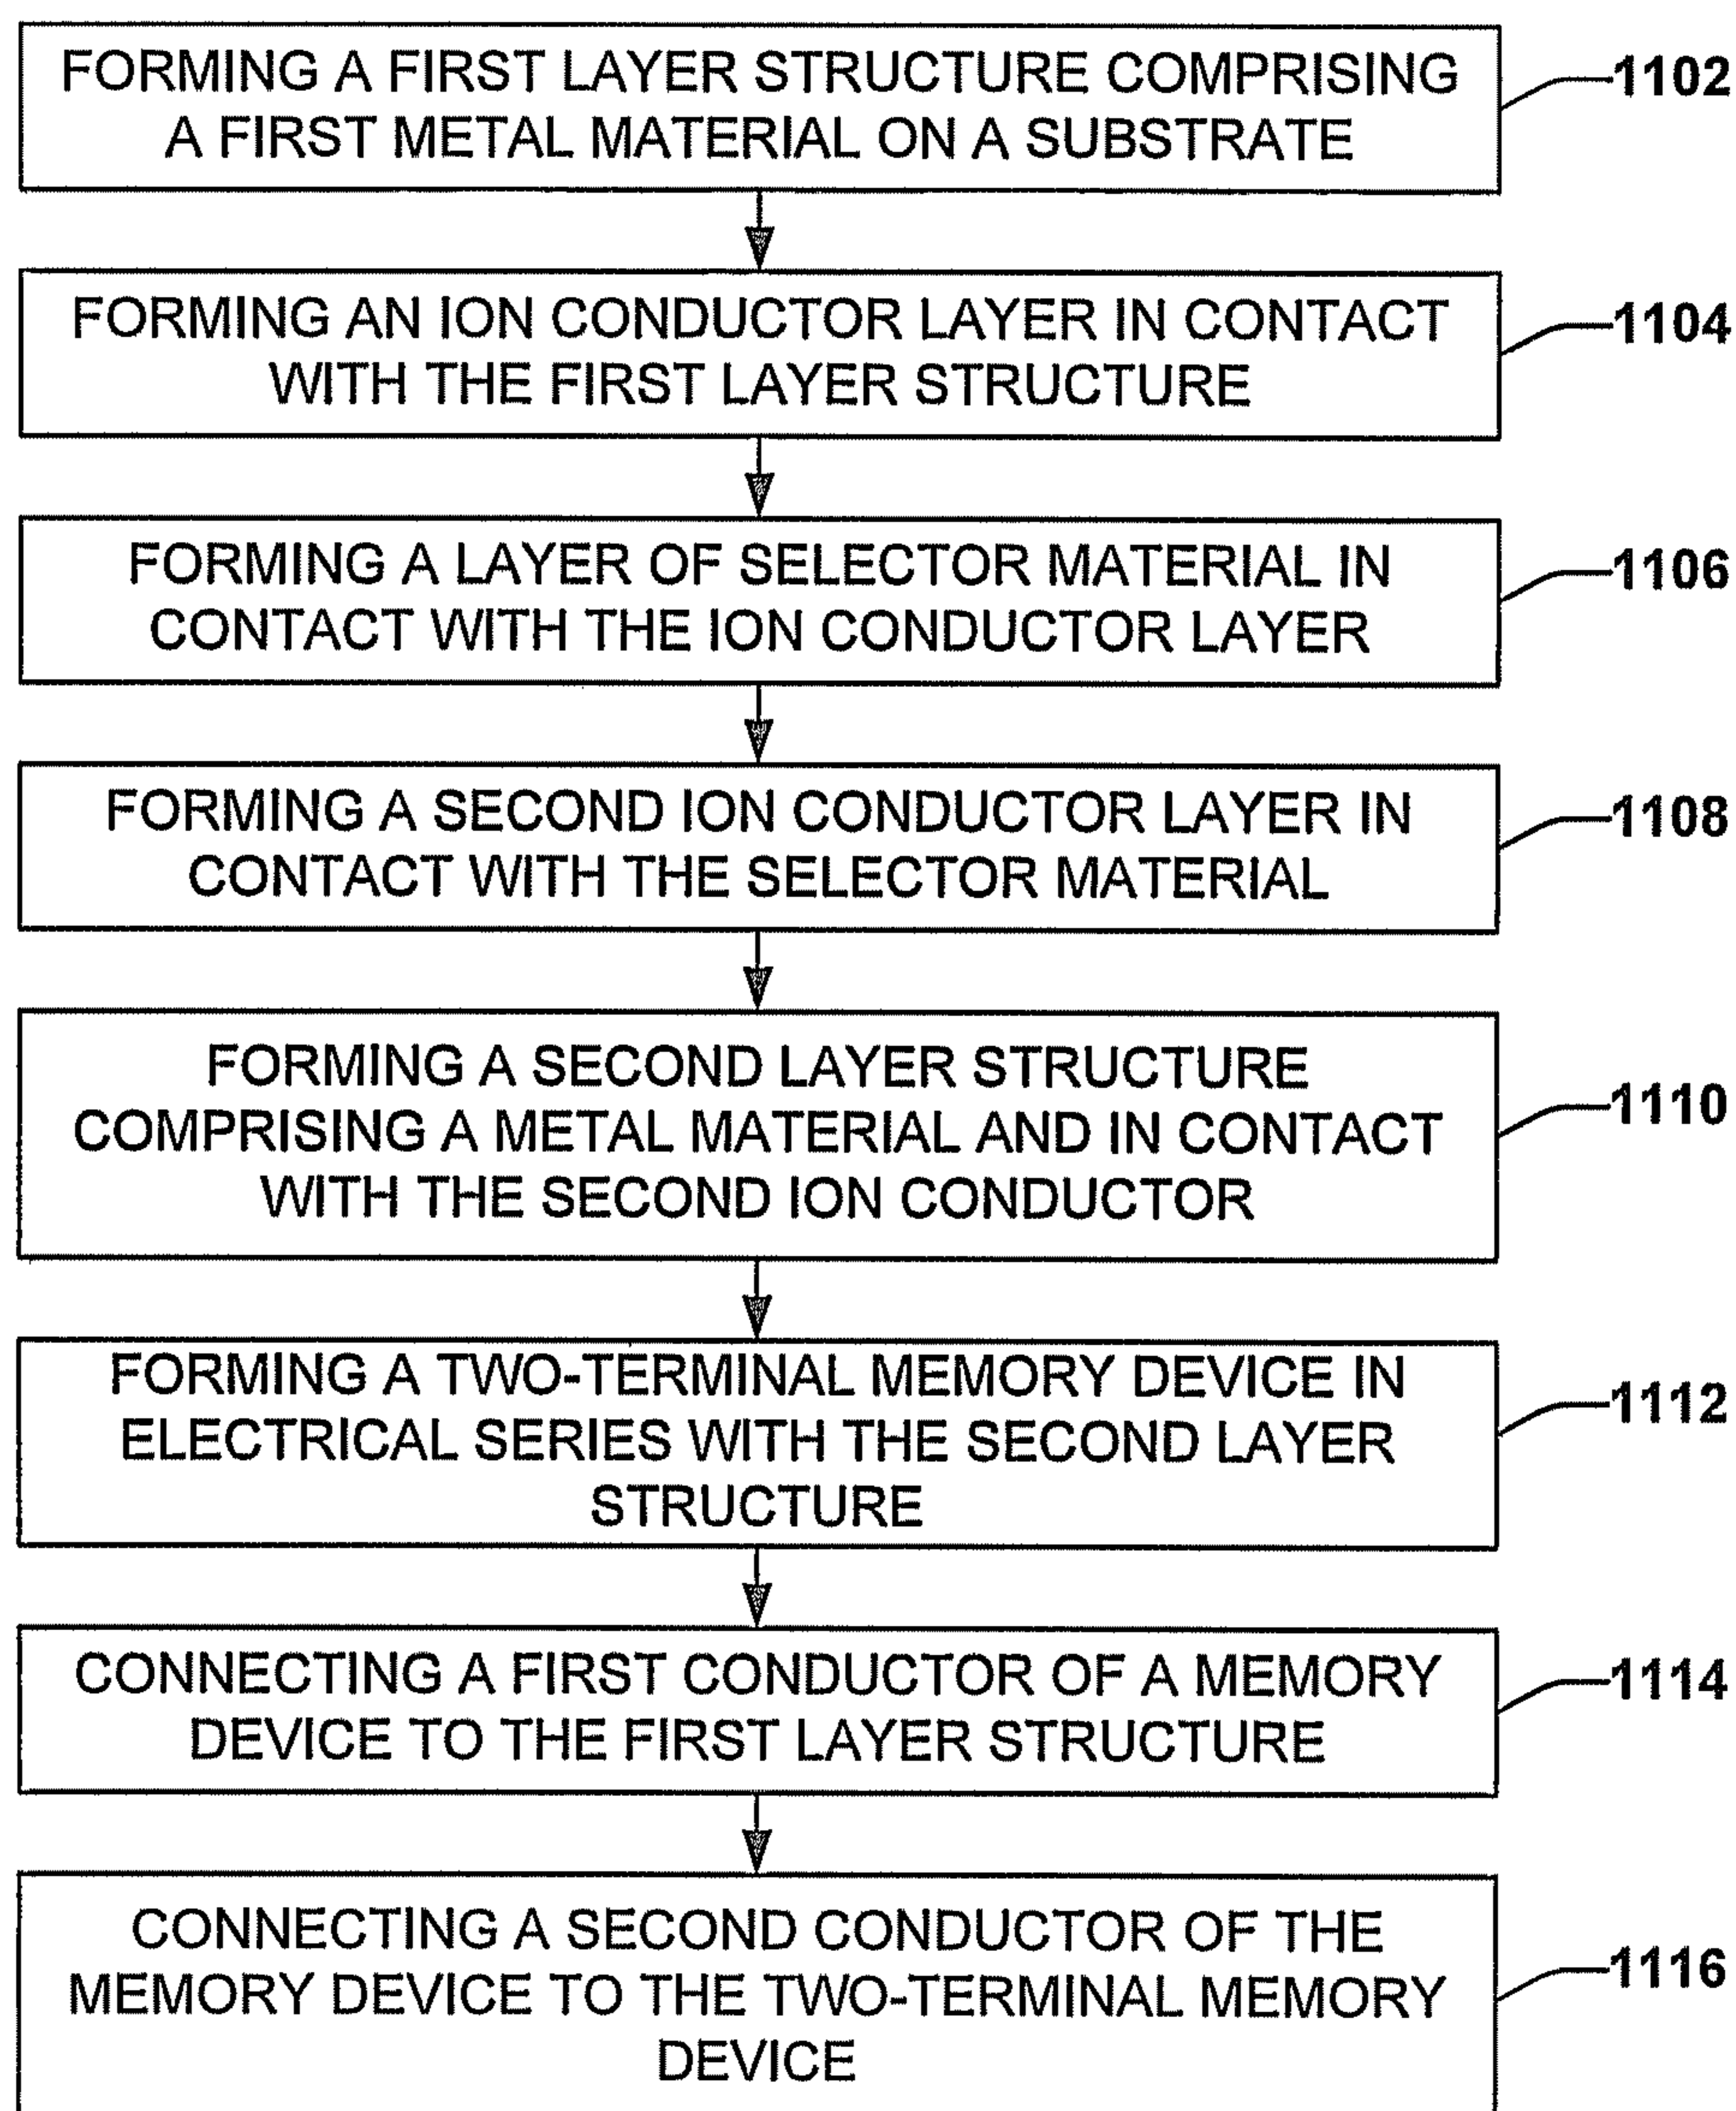 FORMING A FIRST LAYER STRUCTURE COMPRISING
A FIRST METAL MATERIAL ON A SUBSTRATE
1102
FORMING AN ION CONDUCTOR LAYER IN CONTACT
WITH THE FIRST LAYER STRUCTURE
1104
FORMING A LAYER OF SELECTOR MATERIAL IN
CONTACT WITH THE ION CONDUCTOR LAYER
1106
FORMING A SECOND ION CONDUCTOR LAYER IN
CONTACT WITH THE SELECTOR MATERIAL
1108
FORMING A SECOND LAYER STRUCTURE
COMPRISING A METAL MATERIAL AND IN CONTACT
WITH THE SECOND ION CONDUCTOR
1110
FORMING A TWO-TERMINAL MEMORY DEVICE IN
ELECTRICAL SERIES WITH THE SECOND LAYER
STRUCTURE
1112
CONNECTING A FIRST CONDUCTOR OF A MEMORY
DEVICE TO THE FIRST LAYER STRUCTURE
1114
CONNECTING A SECOND CONDUCTOR OF THE
MEMORY DEVICE TO THE TWO-TERMINAL MEMORY
DEVICE
1116